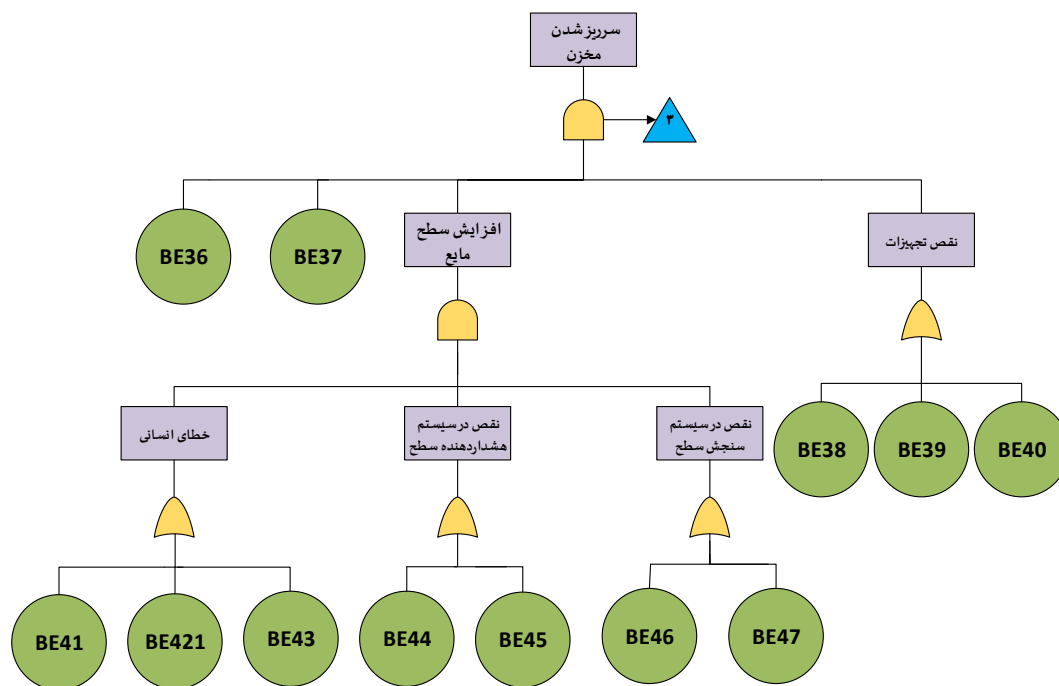 سرریز شدن
مخزن
۳
BE36
BE37
افزایش سطح
مایع
نقص تجهیزات
خطای انسانی
نقص در سیستم
هشداردهنده سطح
نقص در سیستم
سنجش سطح
BE38
BE39
BE40
BE41
BE421
BE43
BE44
BE45
BE46
BE47